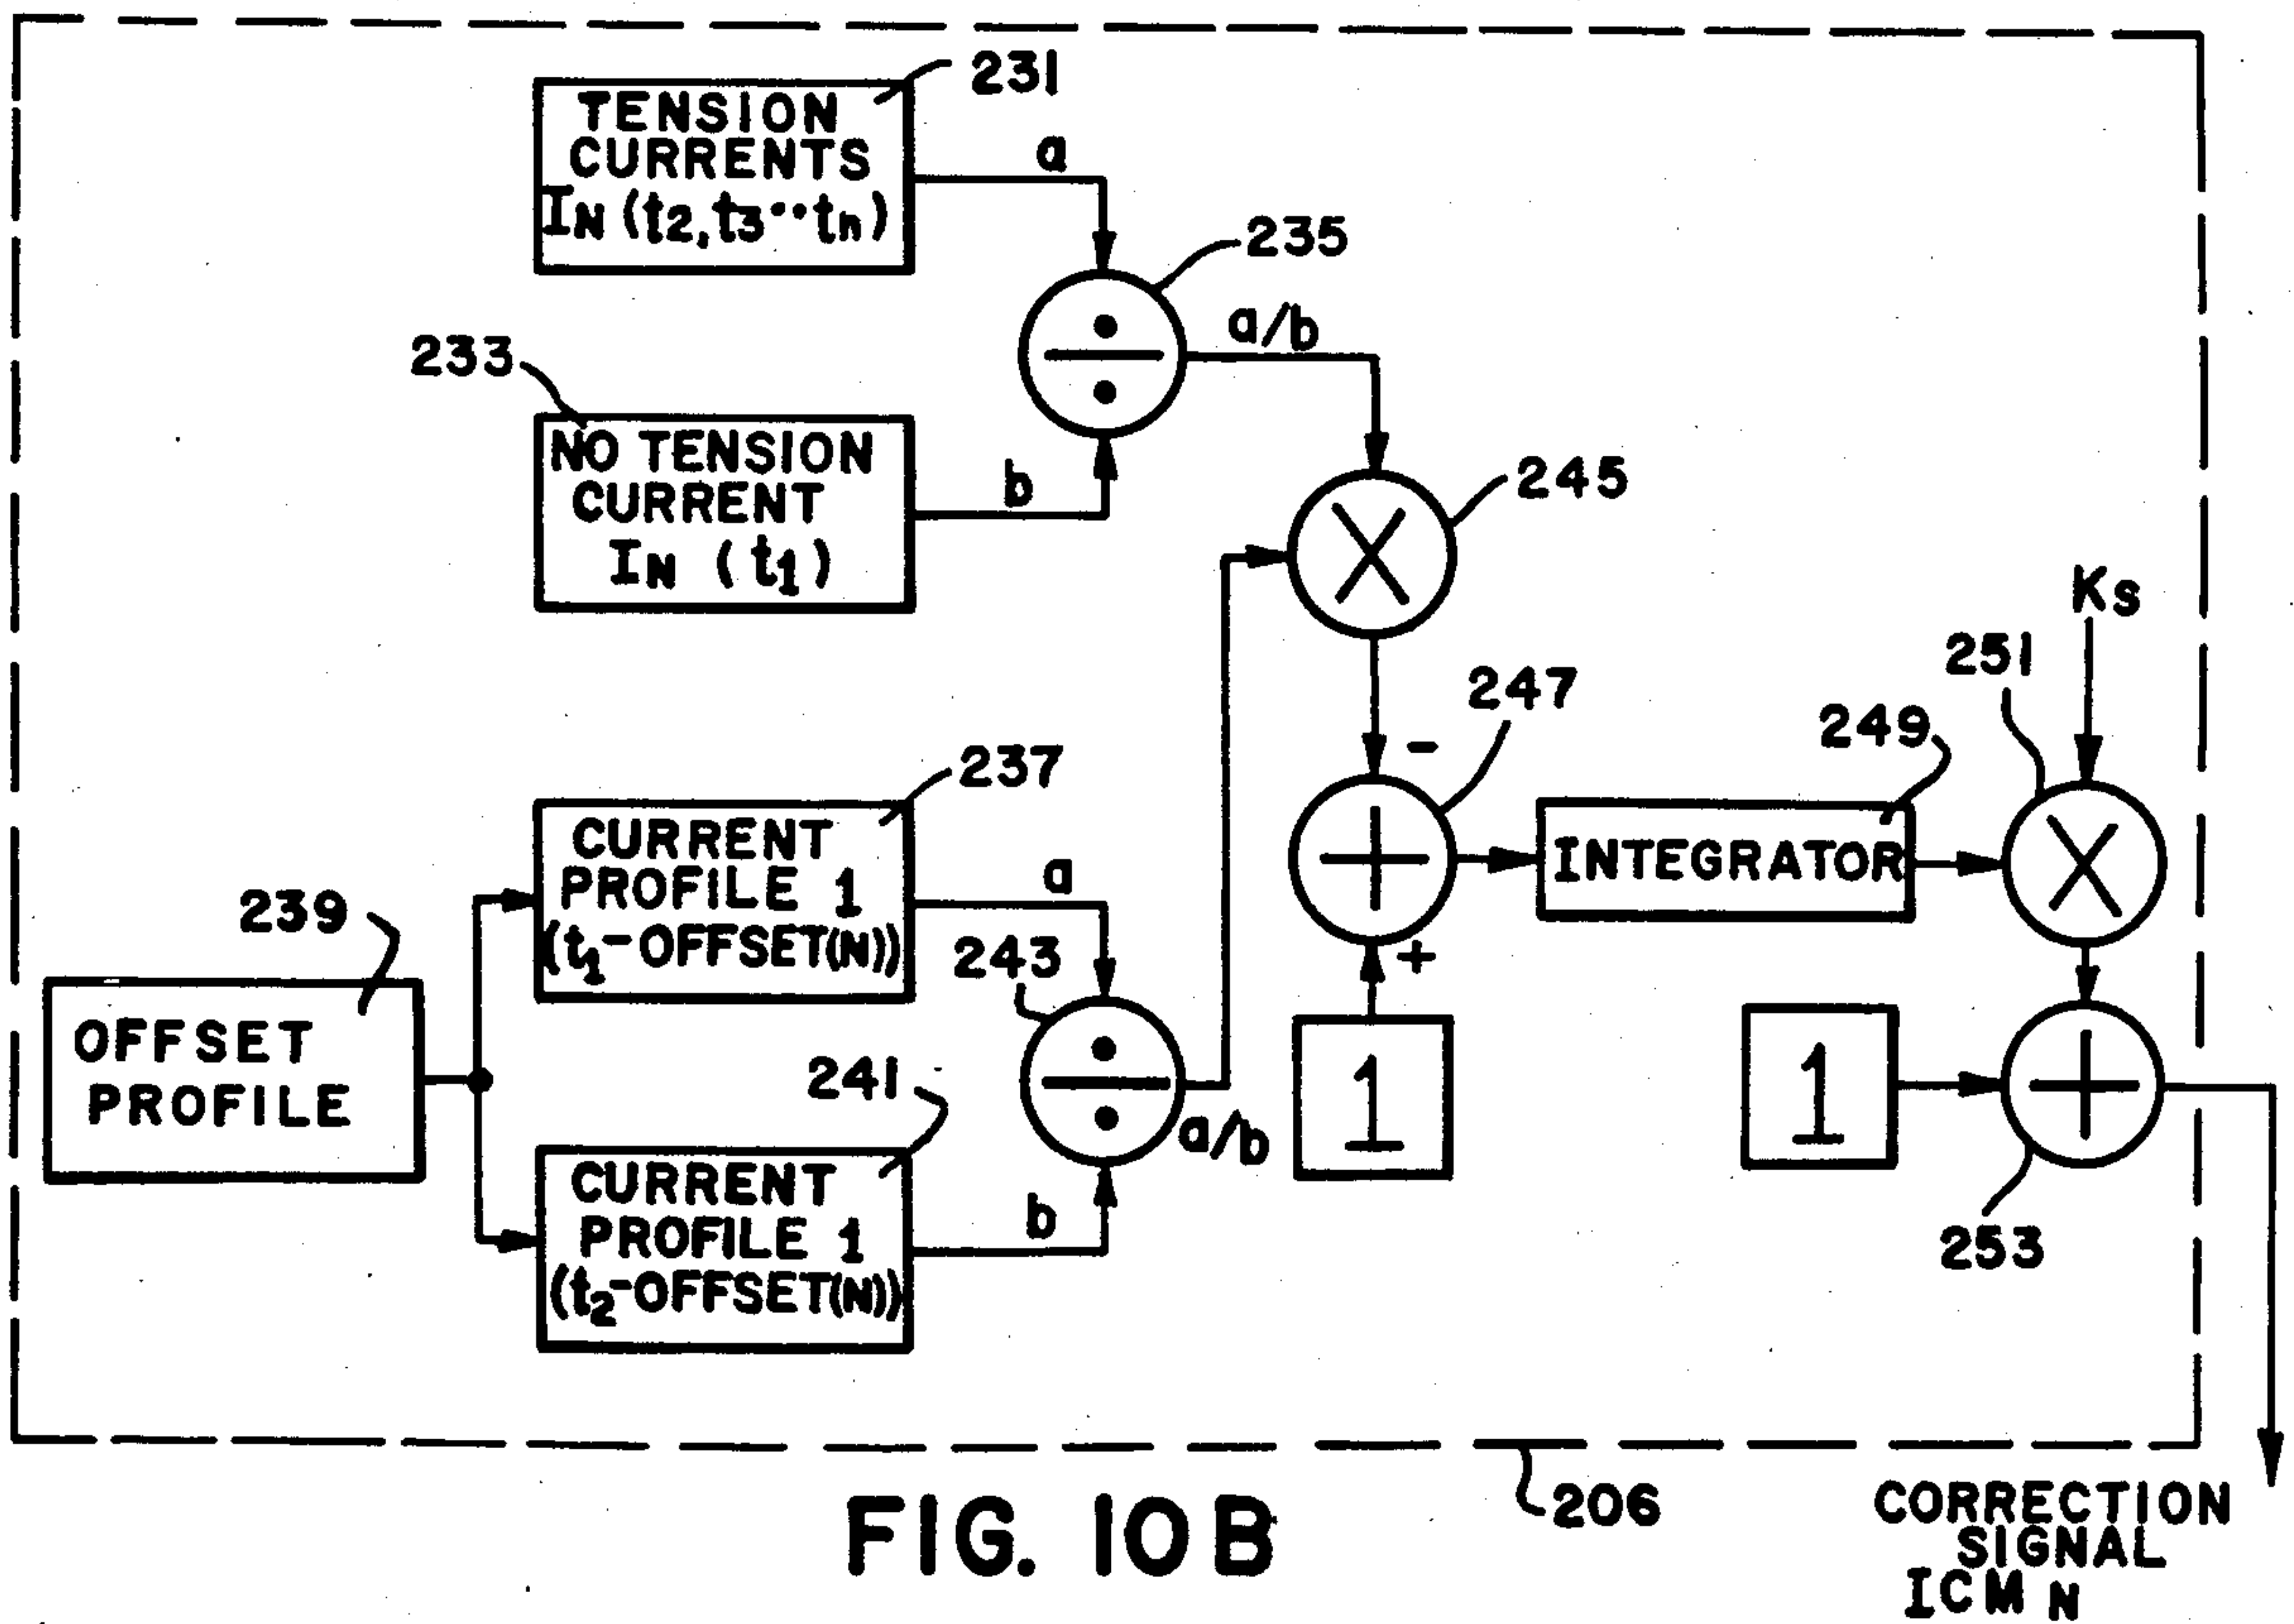 231
TENSION
CURRENTS
IN (t2, t3··tn)
a
235
a/b
233
NO TENSION
CURRENT
IN (t1)
b
245
Ks
251
247
249
-
237
CURRENT
PROFILE 1
(t1-OFFSET(N))
a
INTEGRATOR
239
243
+
OFFSET
PROFILE
241
a/b
1
1
CURRENT
PROFILE 1
(t2-OFFSET(N))
b
253
206
CORRECTION
SIGNAL
ICM N
FIG. 10B